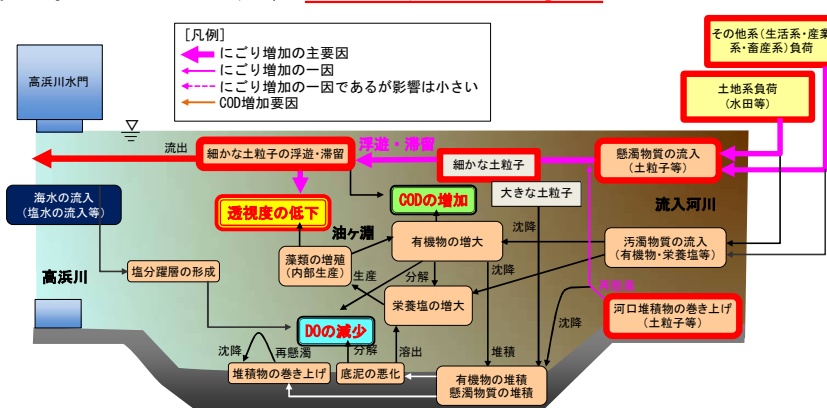 [凡例]
にごり増加の主要因
にごり増加の一因
にごり増加の一因であるが影響は小さい
COD増加要因
その他系(生活系・産業
系・畜産系)負荷
高浜川水門
土地系負荷
(水田等)
流出
細かな土粒子の浮遊・滞留
浮遊・滞留
細かな土粒子
懸濁物質の流入
(土粒子等)
大きな土粒子
海水の流入
(塩水の流入等)
透視度の低下
CODの増加
流入河川
油ヶ淵
有機物の増大
沈降
汚濁物質の流入
(有機物・栄養塩等)
藻類の増殖
(内部生産)
生産
分解
沈降
高浜川
塩分躍層の形成
栄養塩の増大
河口堆積物の巻き上げ
(土粒子等)
DOの減少
沈降
沈降
再懸濁
分解
溶出
堆積
堆積物の巻き上げ
底泥の悪化
有機物の堆積
懸濁物質の堆積